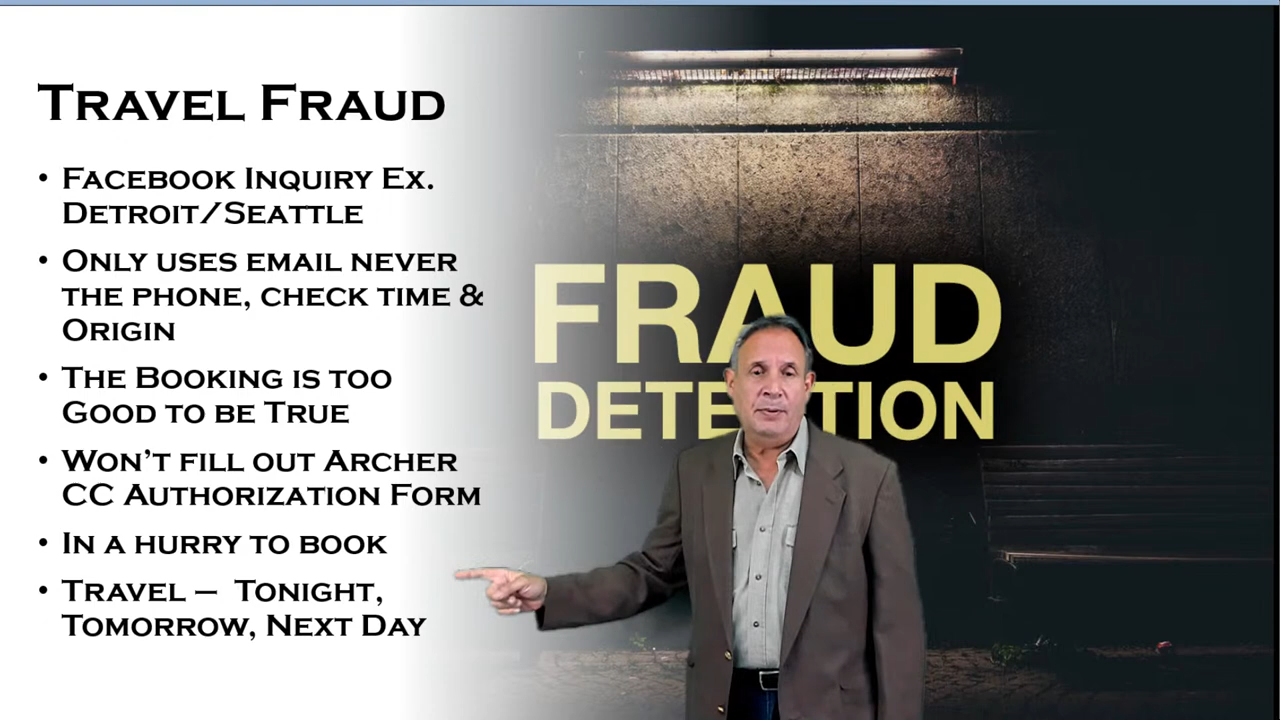 Travel Fraud
• Facebook Inquiry Ex.
Detroit/Seattle
• Only uses email never
the phone, check time &
Origin
• The Booking is too
Good to be True
• Won’t fill out Archer
CC Authorization Form
• In a hurry to book
• Travel – Tonight,
Tomorrow, Next Day
FRAUD
DETECTION